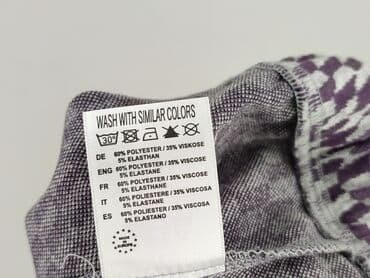 WASH WITH SIMILAR COLORS
30°
DE 60% POLYESTER / 35% VISKOSE
5% ELASTHAN
ENG 60% POLYESTER / 35% VISCOSE
5% ELASTANE
FR 60% POLYESTER / 35% VISCOSE
5% ELASTHANE
IT 60% POLIESTERE / 35% VISCOSA
5% ELASTANE
ES 60% POLIESTER / 35% VISCOSA
5% ELASTANO